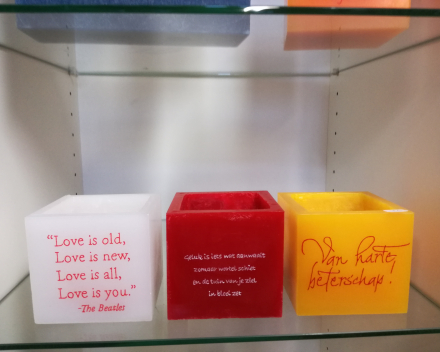 “Love is old,
Love is new,
Love is all,
Love is you.”
-The Beatles
Geluk is iets wat aanwaait
zomaar wortel schiet
en de tuin van je ziel
in bloei zet
Van harte
beterschap!